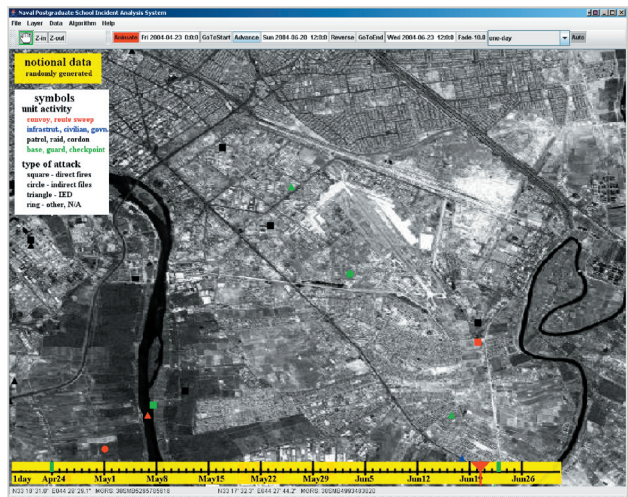 Naval Postgraduate School Incident Analysis System
File Layer Data Algorithm Help
Z-in Z-out Animate Fri 2004-04-23 0:0:0 GoToStart Advance Sun 2004-06-20 12:0:0 Reverse GoToEnd Wed 2004-06-23 12:0:0 Fade-10.0 one-day Auto
notional data
randomly generated
symbols
unit activity
convoy, route sweep
infrastrut., civilian, govn.
patrol, raid, cordon
base, guard, checkpoint
type of attack
square - direct fires
circle - indirect files
triangle - IED
ring - other, N/A
1day Apr24 May1 May8 May15 May22 May29 Jun5 Jun12 Jun19 Jun26